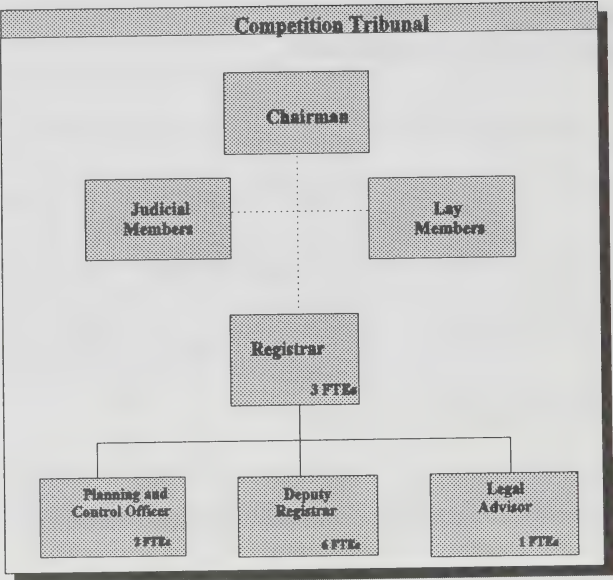 Competition Tribunal
Chairman
Judicial
Members
Lay
Members
Registrar
3 FTEs
Planning and
Control Officer
FTEs
Deputy
Registrar
6 FTEs
Legal
Advisor
1 FTEs